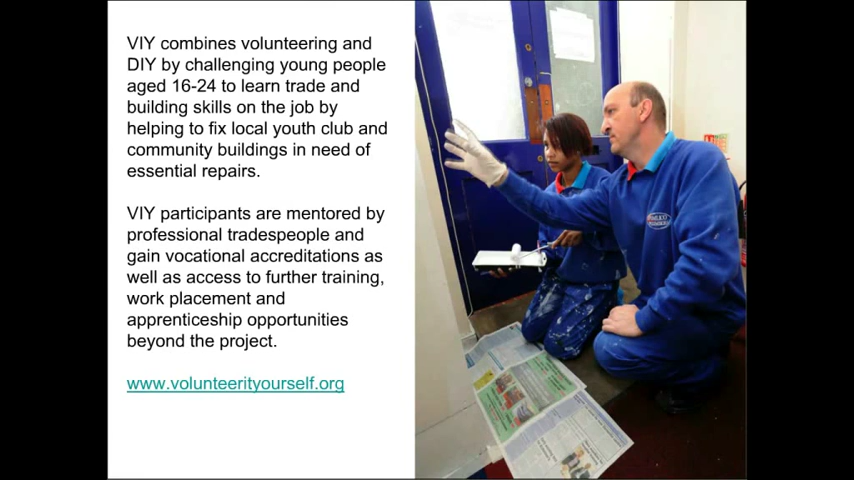 VIY combines volunteering and
DIY by challenging young people
aged 16-24 to learn trade and
building skills on the job by
helping to fix local youth club and
community buildings in need of
essential repairs.
VIY participants are mentored by
professional tradespeople and
gain vocational accreditations as
well as access to further training,
work placement and
apprenticeship opportunities
beyond the project.
www.volunteerityourself.org